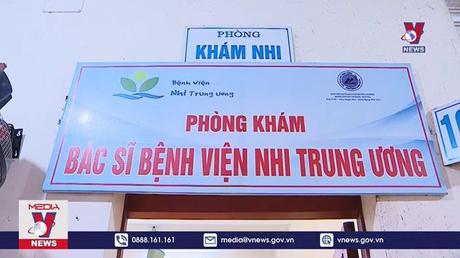 PHÒNG
KHÁM NHI
NEWS
Bệnh Viện
Nhi Trung ương
PHÒNG KHÁM
BÁC SĨ BỆNH VIỆN NHI TRUNG ƯƠNG
MEDIA
NEWS
0888.161.161
media@vnews.gov.vn
vnews.gov.vn